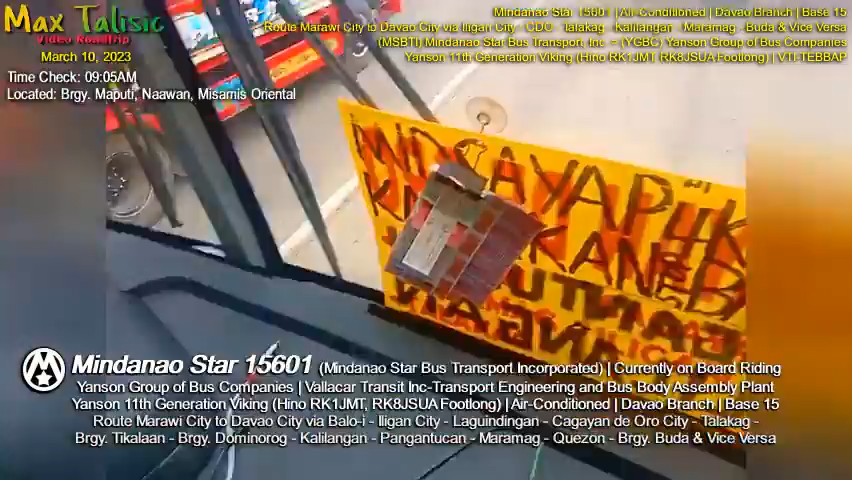 Max Talisic
Video Roadtrip
March 10, 2023
Time Check: 09:05AM
Located: Brgy. Maputi, Naawan, Misamis Oriental
Mindanao Star 15601 | Air-Conditioned | Davao Branch | Base 15
Route Marawi City to Davao City via Iligan City - CDO - Talakag - Kalilangan - Maramag - Buda & Vice Versa
(MSBTI) Mindanao Star Bus Transport, Inc. = (YGBC) Yanson Group of Bus Companies
Yanson 11th Generation Viking (Hino RK1JMT, RK8JSUA Footlong) | VTI-TEBBAP
Mindanao Star 15601 (Mindanao Star Bus Transport Incorporated) | Currently on Board Riding
Yanson Group of Bus Companies | Vallacar Transit Inc-Transport Engineering and Bus Body Assembly Plant
Yanson 11th Generation Viking (Hino RK1JMT, RK8JSUA Footlong) | Air-Conditioned | Davao Branch | Base 15
Route Marawi City to Davao City via Balo-i - Iligan City - Laguindingan - Cagayan de Oro City - Talakag -
Brgy. Tikalaan - Brgy. Dominorog - Kalilangan - Pangantucan - Maramag - Quezon - Brgy. Buda & Vice Versa